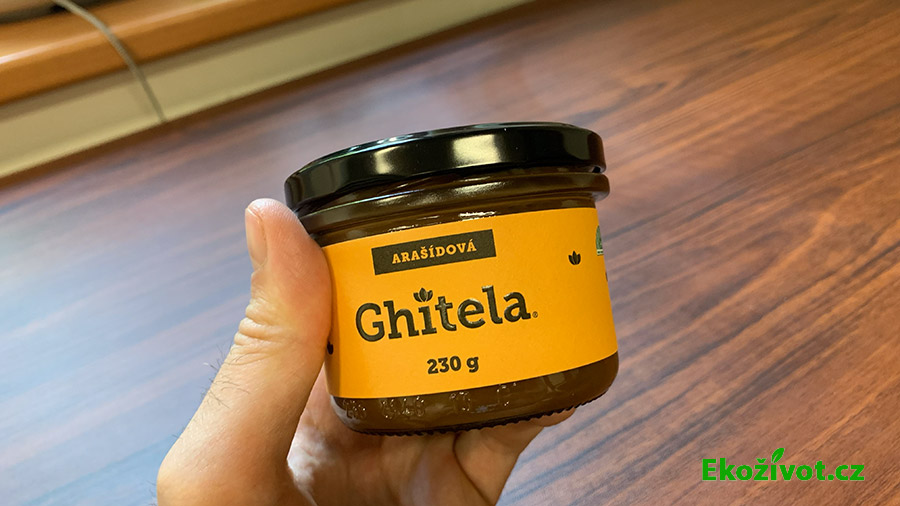 ARAŠÍDOVÁ
Ghitela®
230 g
Ekoživot.cz